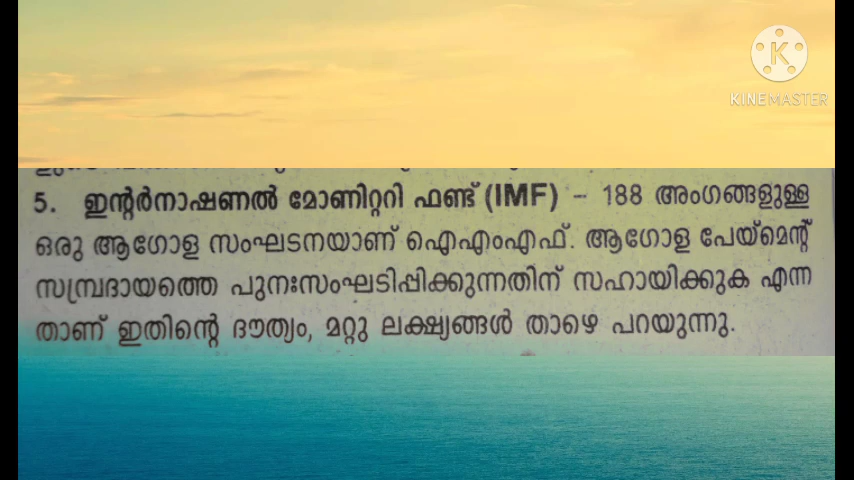 KINEMASTER
5. ഇന്റർനാഷണൽ മോണിറ്ററി ഫണ്ട് (IMF) – 188 അംഗങ്ങളുള്ള
ഒരു ആഗോള സംഘടനയാണ് ഐഎംഎഫ്. ആഗോള പേയ്മെന്റ്
സമ്പ്രദായത്തെ പുനഃസംഘടിപ്പിക്കുന്നതിന് സഹായിക്കുക എന്ന
താണ് ഇതിന്റെ ദൗത്യം, മറ്റു ലക്ഷ്യങ്ങൾ താഴെ പറയുന്നു.